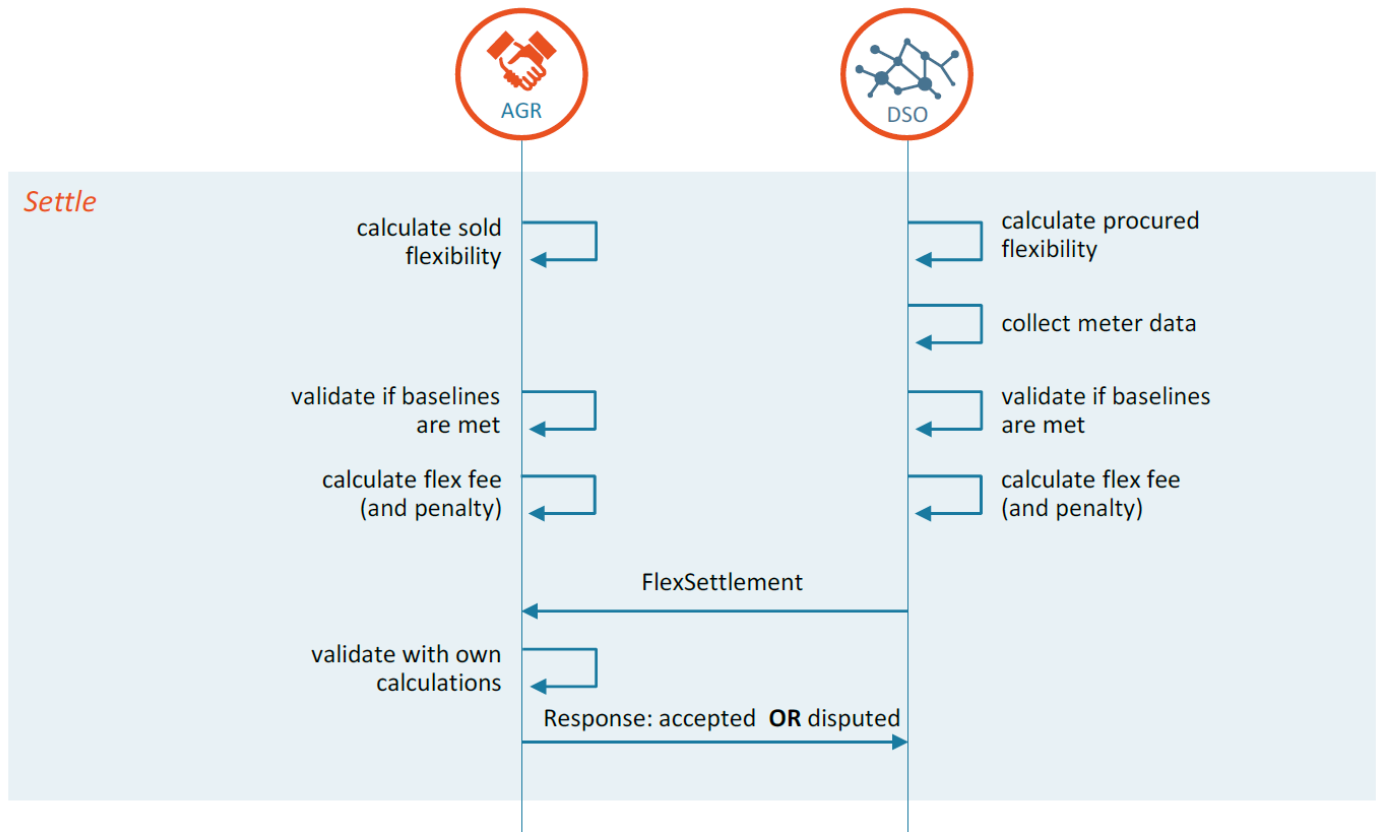 AGR
DSO
Settle
calculate sold
flexibility
calculate procured
flexibility
collect meter data
validate if baselines
are met
validate if baselines
are met
calculate flex fee
(and penalty)
calculate flex fee
(and penalty)
FlexSettlement
validate with own
calculations
Response: accepted OR disputed